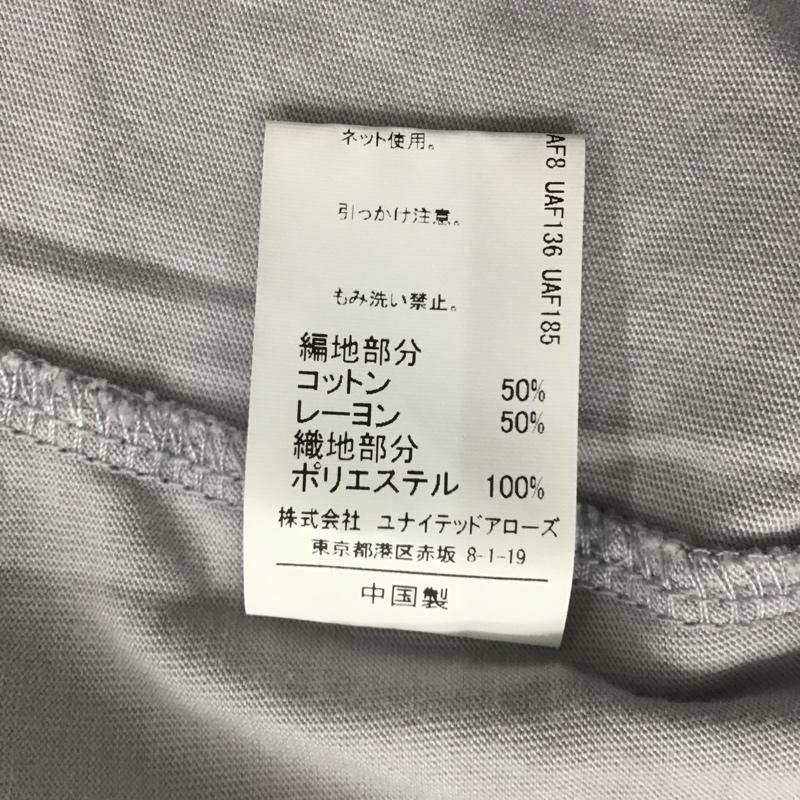 ネット使用。
引っかけ注意。
もみ洗い禁止。
編地部分
コットン 50%
レーヨン 50%
織地部分
ポリエステル 100%
株式会社 ユナイテッドアローズ
東京都港区赤坂 8-1-19
中国製
AF8 UAF136 UAF185